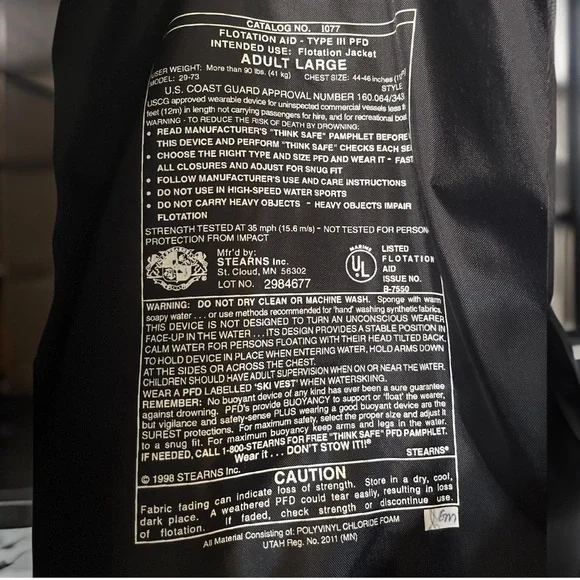 CATALOG NO. 1077
FLOTATION AID - TYPE III PFD
INTENDED USE: Flotation Jacket
ADULT LARGE
USER WEIGHT: More than 90 lbs. (41 kg) CHEST SIZE: 44-46 inches
MODEL: 29-73 STYLE
U.S. COAST GUARD APPROVAL NUMBER 160.064/343
USCG approved wearable device for uninspected commercial vessels less
feet (12m) in length not carrying passengers for hire, and for recreational boat
WARNING - TO REDUCE THE RISK OF DEATH BY DROWNING:
• READ MANUFACTURER'S "THINK SAFE" PAMPHLET BEFORE
THIS DEVICE AND PERFORM "THINK SAFE" CHECKS EACH
• CHOOSE THE RIGHT TYPE AND SIZE PFD AND WEAR IT - FAST
ALL CLOSURES AND ADJUST FOR SNUG FIT
• FOLLOW MANUFACTURER'S USE AND CARE INSTRUCTIONS
• DO NOT USE IN HIGH-SPEED WATER SPORTS
• DO NOT CARRY HEAVY OBJECTS - HEAVY OBJECTS IMPAIR
FLOTATION
STRENGTH TESTED AT 35 mph (15.6 m/s) - NOT TESTED FOR PERSON
PROTECTION FROM IMPACT
Mfr'd by:
STEARNS Inc.
St. Cloud, MN 56302
LOT NO. 2984677
MARINE
UL
LISTED
FLOTATION
AID
ISSUE NO.
B-7550
WARNING: DO NOT DRY CLEAN OR MACHINE WASH. Sponge with warm
soapy water . . . or use methods recommended for 'hand' washing synthetic fabrics.
THIS DEVICE IS NOT DESIGNED TO TURN AN UNCONSCIOUS WEARER
FACE-UP IN THE WATER . . . ITS DESIGN PROVIDES A STABLE POSITION IN
CALM WATER FOR PERSONS FLOATING WITH THEIR HEAD TILTED BACK.
TO HOLD DEVICE IN PLACE WHEN ENTERING WATER, HOLD ARMS DOWN
AT THE SIDES OR ACROSS THE CHEST.
CHILDREN SHOULD HAVE ADULT SUPERVISION WHEN ON OR NEAR THE WATER.
WEAR A PFD LABELLED 'SKI VEST' WHEN WATERSKIING.
REMEMBER: No buoyant device of any kind has ever been a sure guarantee
against drowning. PFD's provide BUOYANCY to support or 'float' the wearer,
but vigilance and safety-sense PLUS wearing a good buoyant device are the
SUREST protections. For maximum safety, select the proper size and adjust it
to a snug fit. For maximum buoyancy keep arms and legs in the water.
IF NEEDED, CALL 1-800-STEARNS FOR FREE "THINK SAFE" PFD PAMPHLET.
Wear it . . . DON'T STOW IT!® STEARNS®
© 1998 STEARNS Inc.
CAUTION
Fabric fading can indicate loss of strength. Store in a dry, cool,
dark place. A weathered PFD could tear easily, resulting in loss
of flotation. If faded, check strength or discontinue use.
All Material Consisting of: POLYVINYL CHLORIDE FOAM
UTAH Reg. No. 2011 (MN)